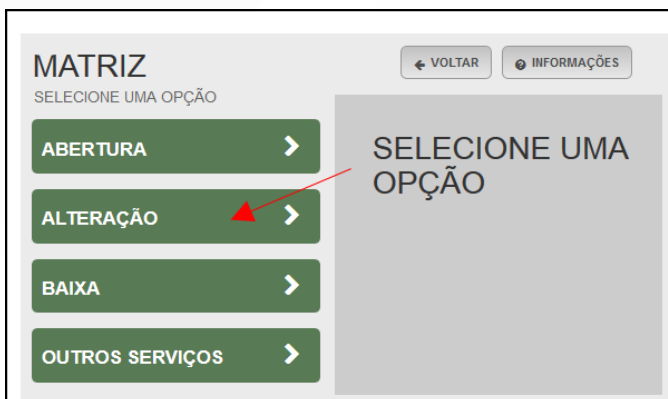 MATRIZ
SELECIONE UMA OPÇÃO
VOLTAR
INFORMAÇÕES
ABERTURA
ALTERAÇÃO
BAIXA
OUTROS SERVIÇOS
SELECIONE UMA
OPÇÃO